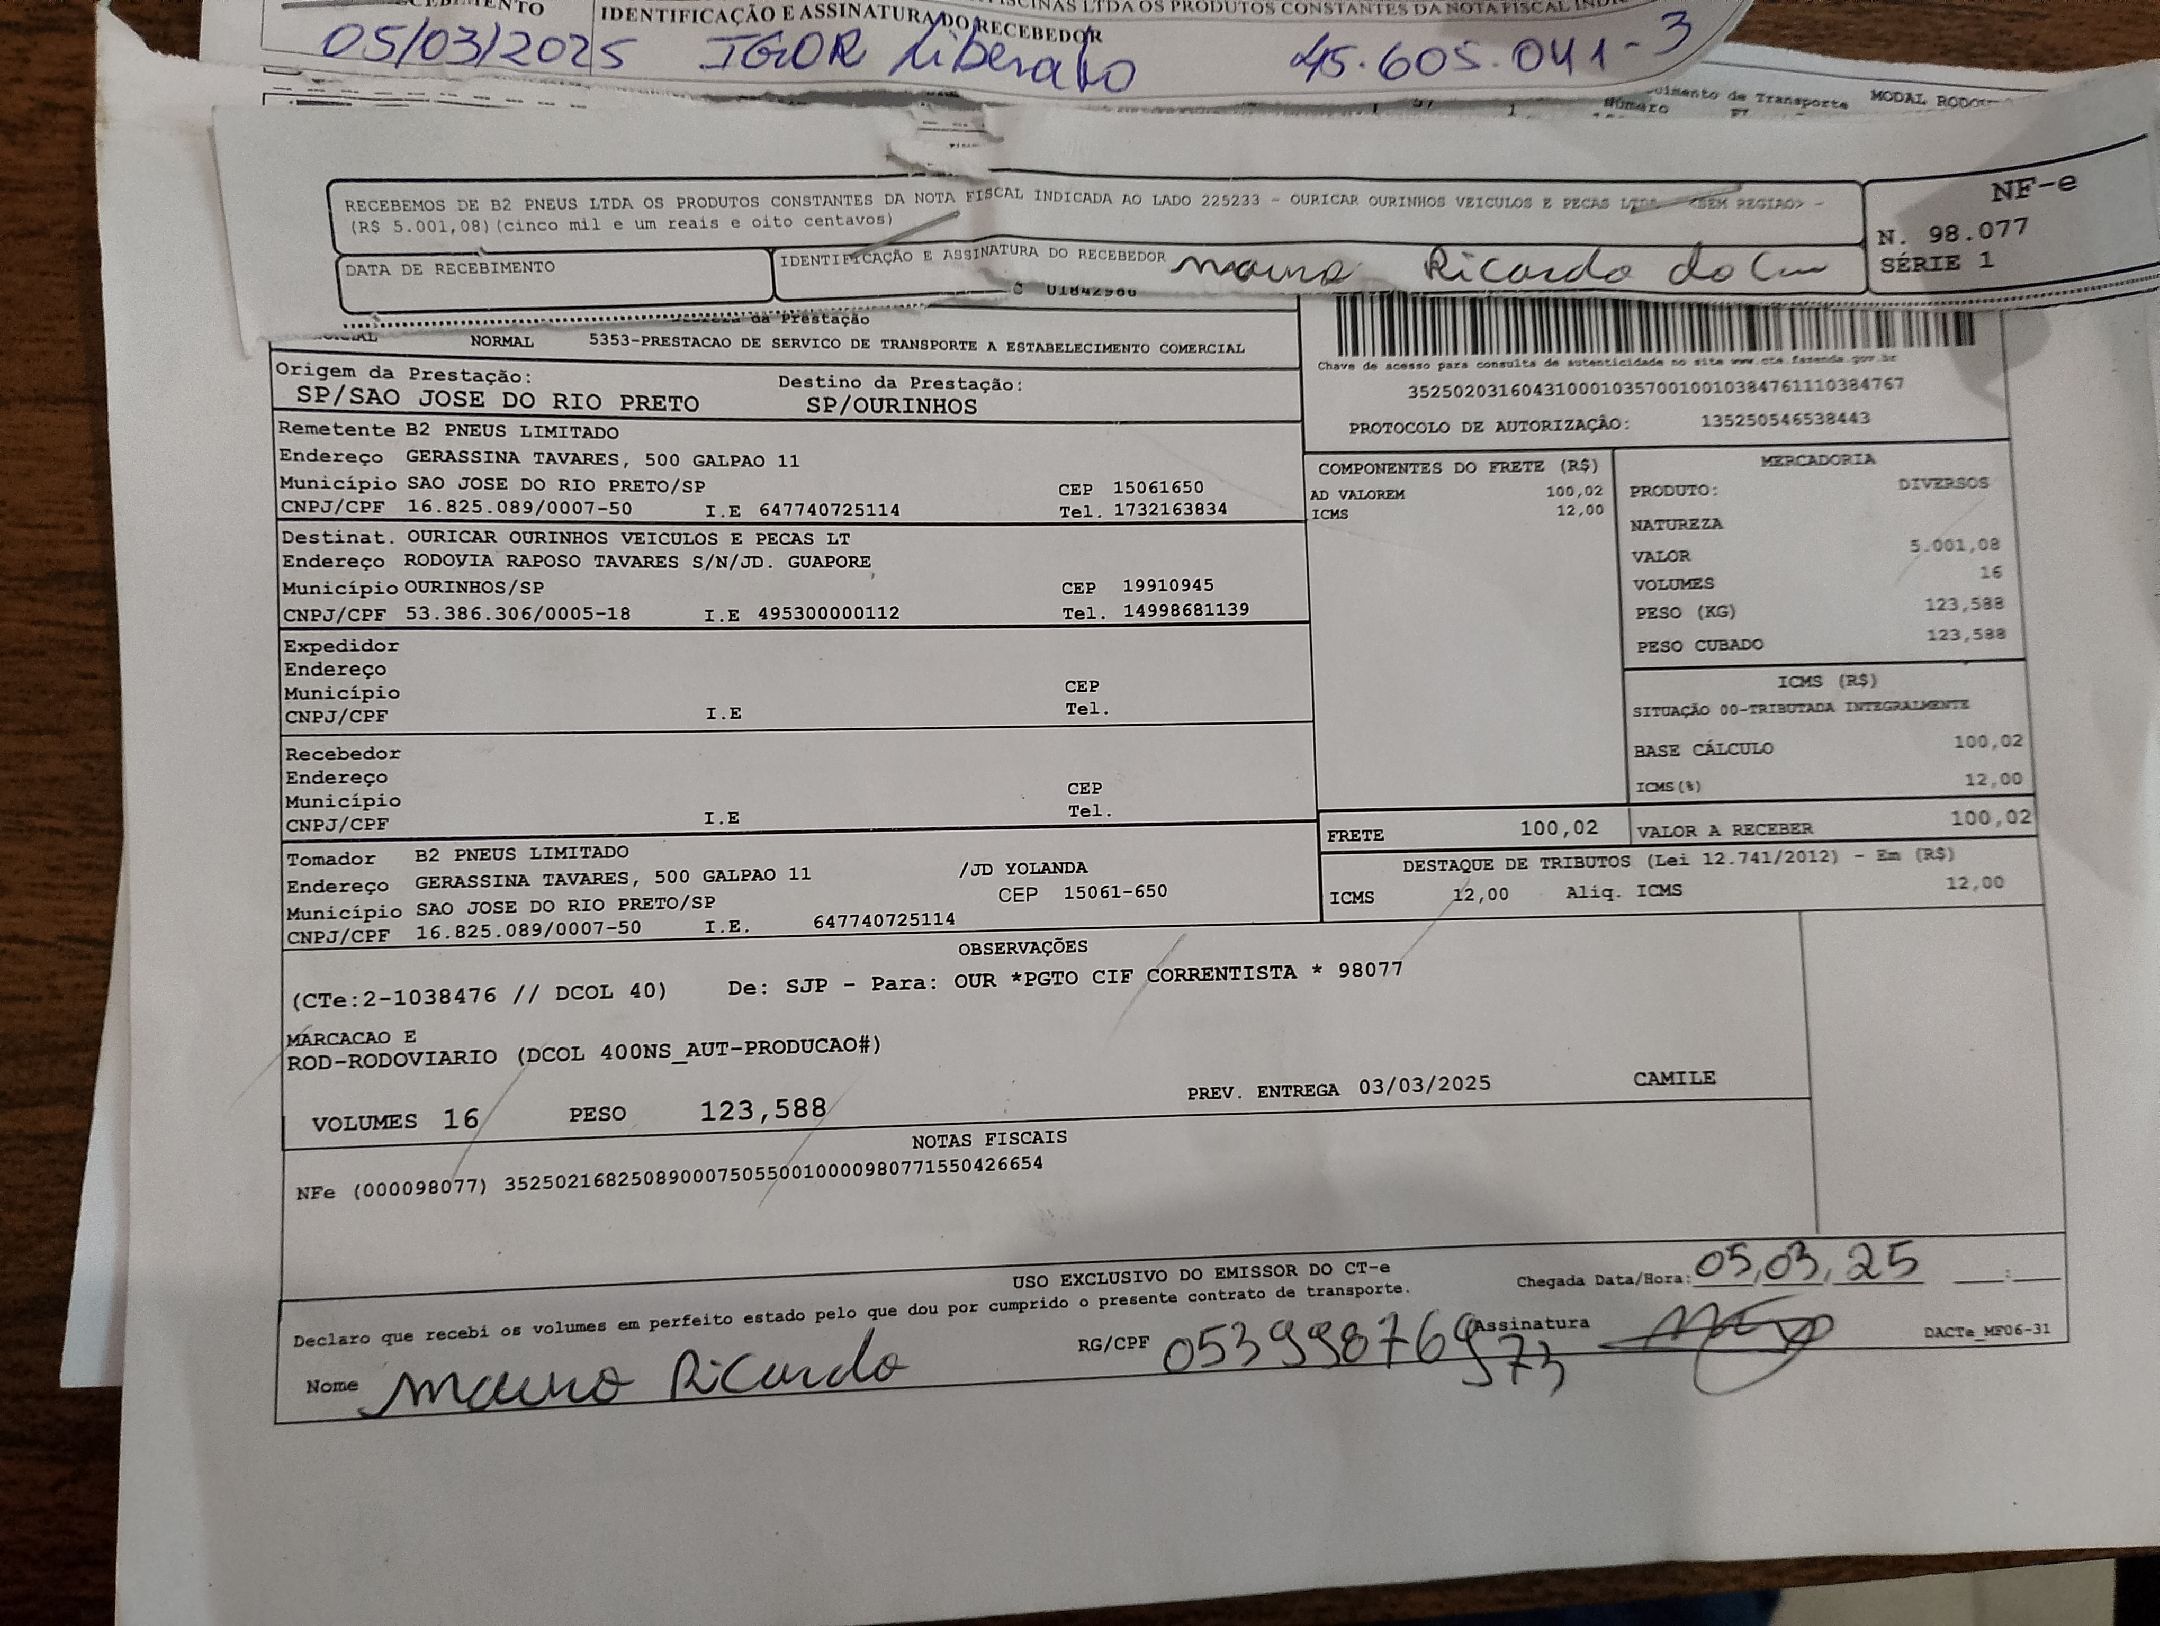 IDENTIFICAÇÃO E ASSINATURA DO RECEBEDOR
05/03/2025 IGOR Liberato 45.605.041-3
de Transporte MODAL
Número
RECEBEMOS DE B2 PNEUS LTDA OS PRODUTOS CONSTANTES DA NOTA FISCAL INDICADA AO LADO 225233 - OURICAR OURINHOS VEICULOS E PECAS LTDA <SEM REGIAO> -
(R$ 5.001,08)(cinco mil e um reais e oito centavos)
NF-e
N. 98.077
SÉRIE 1
DATA DE RECEBIMENTO
IDENTIFICAÇÃO E ASSINATURA DO RECEBEDOR Mauro Ricardo do
da Prestação
NORMAL 5353-PRESTACAO DE SERVICO DE TRANSPORTE A ESTABELECIMENTO COMERCIAL
Chave de acesso para consulta de autenticidade no site www.cte.fazenda.gov.br
35250203160431000103570010010384761110384767
PROTOCOLO DE AUTORIZAÇÃO: 135250546538443
Origem da Prestação: Destino da Prestação:
SP/SAO JOSE DO RIO PRETO SP/OURINHOS
Remetente B2 PNEUS LIMITADO
Endereço GERASSINA TAVARES, 500 GALPAO 11
Município SAO JOSE DO RIO PRETO/SP CEP 15061650
CNPJ/CPF 16.825.089/0007-50 I.E 647740725114 Tel. 1732163834
Destinat. OURICAR OURINHOS VEICULOS E PECAS LT
Endereço RODOVIA RAPOSO TAVARES S/N/JD. GUAPORE
Município OURINHOS/SP CEP 19910945
CNPJ/CPF 53.386.306/0005-18 I.E 495300000112 Tel. 14998681139
Expedidor
Endereço
Município CEP
CNPJ/CPF I.E Tel.
Recebedor
Endereço
Município CEP
CNPJ/CPF I.E Tel.
Tomador B2 PNEUS LIMITADO
Endereço GERASSINA TAVARES, 500 GALPAO 11 /JD YOLANDA
Município SAO JOSE DO RIO PRETO/SP CEP 15061-650
CNPJ/CPF 16.825.089/0007-50 I.E. 647740725114
COMPONENTES DO FRETE (R$)
AD VALOREM 100,02
ICMS 12,00
MERCADORIA
PRODUTO: DIVERSOS
NATUREZA
VALOR 5.001,08
VOLUMES 16
PESO (KG) 123,588
PESO CUBADO 123,588
ICMS (R$)
SITUAÇÃO 00-TRIBUTADA INTEGRALMENTE
BASE CÁLCULO 100,02
ICMS(%) 12,00
FRETE 100,02 VALOR A RECEBER 100,02
DESTAQUE DE TRIBUTOS (Lei 12.741/2012) - Em (R$)
ICMS 12,00 Aliq. ICMS 12,00
OBSERVAÇÕES
(CTe:2-1038476 // DCOL 40) De: SJP - Para: OUR *PGTO CIF CORRENTISTA * 98077
MARCACAO E
ROD-RODOVIARIO (DCOL 400NS_AUT-PRODUCAO#)
VOLUMES 16 PESO 123,588 PREV. ENTREGA 03/03/2025 CAMILE
NOTAS FISCAIS
NFe (000098077) 35250216825089000750550010000980771550426654
USO EXCLUSIVO DO EMISSOR DO CT-e
Chegada Data/Hora: 05,03,25 __:__
Declaro que recebi os volumes em perfeito estado pelo que dou por cumprido o presente contrato de transporte.
Nome Mauro Ricardo RG/CPF 05399876973 Assinatura
DACTe_MF06-31